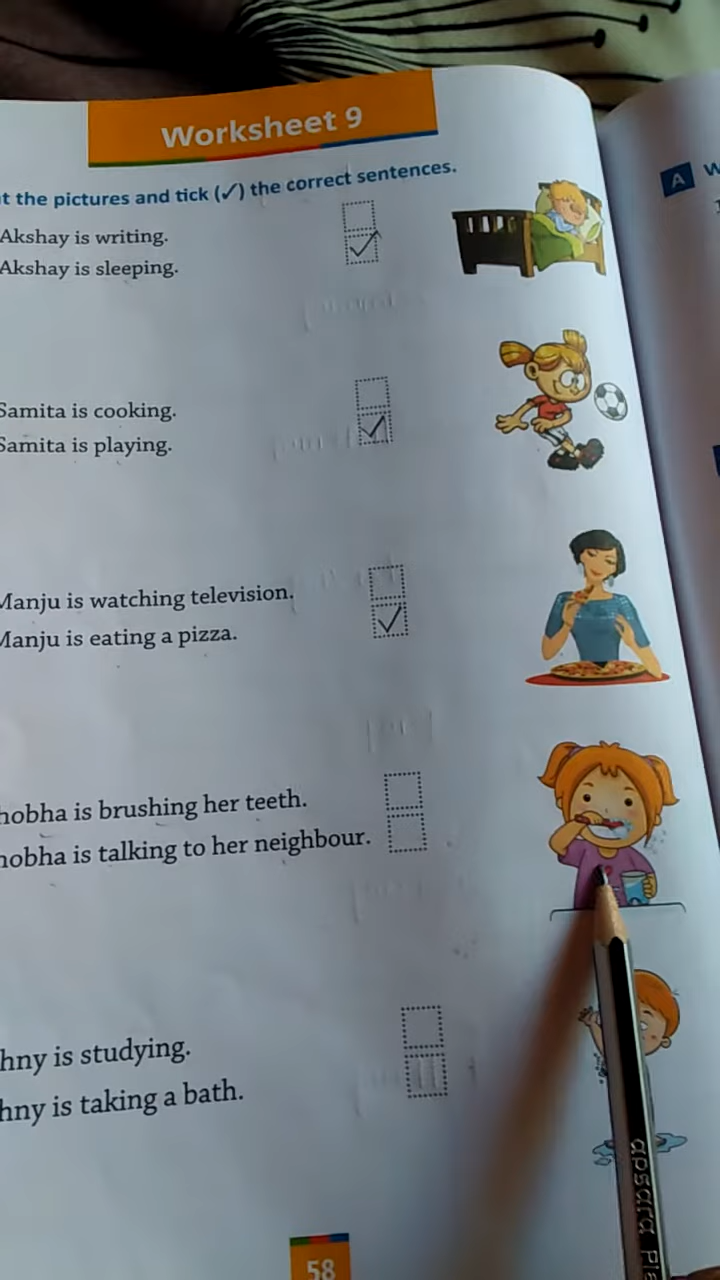 Worksheet 9
the pictures and tick (✓) the correct sentences.
Akshay is writing.
Akshay is sleeping.
Samita is cooking.
Samita is playing.
Manju is watching television.
Manju is eating a pizza.
hobha is brushing her teeth.
hobha is talking to her neighbour.
hny is studying.
hny is taking a bath.
58
A
apsara